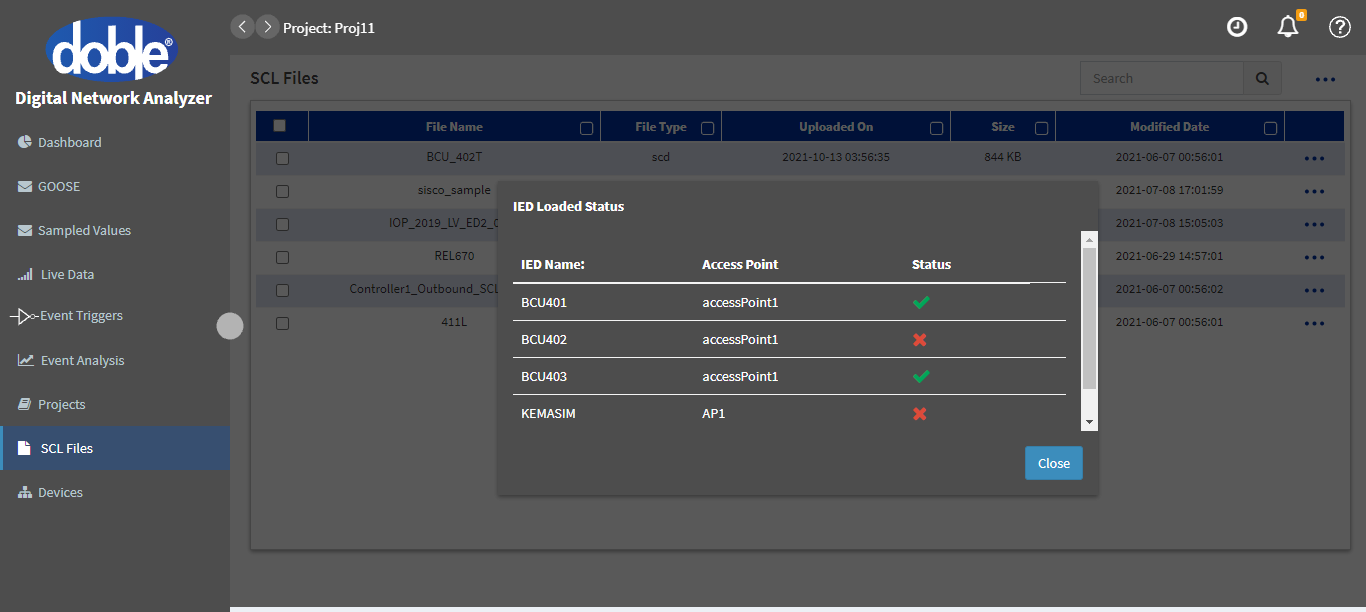 doble®
Digital Network Analyzer
Dashboard
GOOSE
Sampled Values
Live Data
Event Triggers
Event Analysis
Projects
SCL Files
Devices
Project: Proj11
0
SCL Files
Search
File Name File Type Uploaded On Size Modified Date
BCU_402T scd 2021-10-13 03:56:35 844 KB 2021-06-07 00:56:01
sisco_sample 2021-07-08 17:01:59
IOP_2019_LV_ED2_ 2021-07-08 15:05:03
REL670 2021-06-29 14:57:01
Controller1_Outbound_SCL 2021-06-07 00:56:02
411L 2021-06-07 00:56:01
IED Loaded Status
IED Name: Access Point Status
BCU401 accessPoint1
BCU402 accessPoint1
BCU403 accessPoint1
KEMASIM AP1
Close